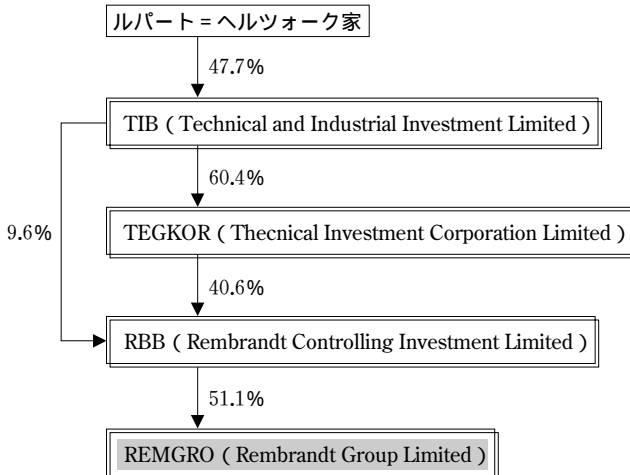 ルパート＝ヘルツォーク家
47.7%
TIB ( Technical and Industrial Investment Limited )
60.4%
9.6%
TEGKOR ( Thecnical Investment Corporation Limited )
40.6%
RBB ( Rembrandt Controlling Investment Limited )
51.1%
REMGRO ( Rembrandt Group Limited )